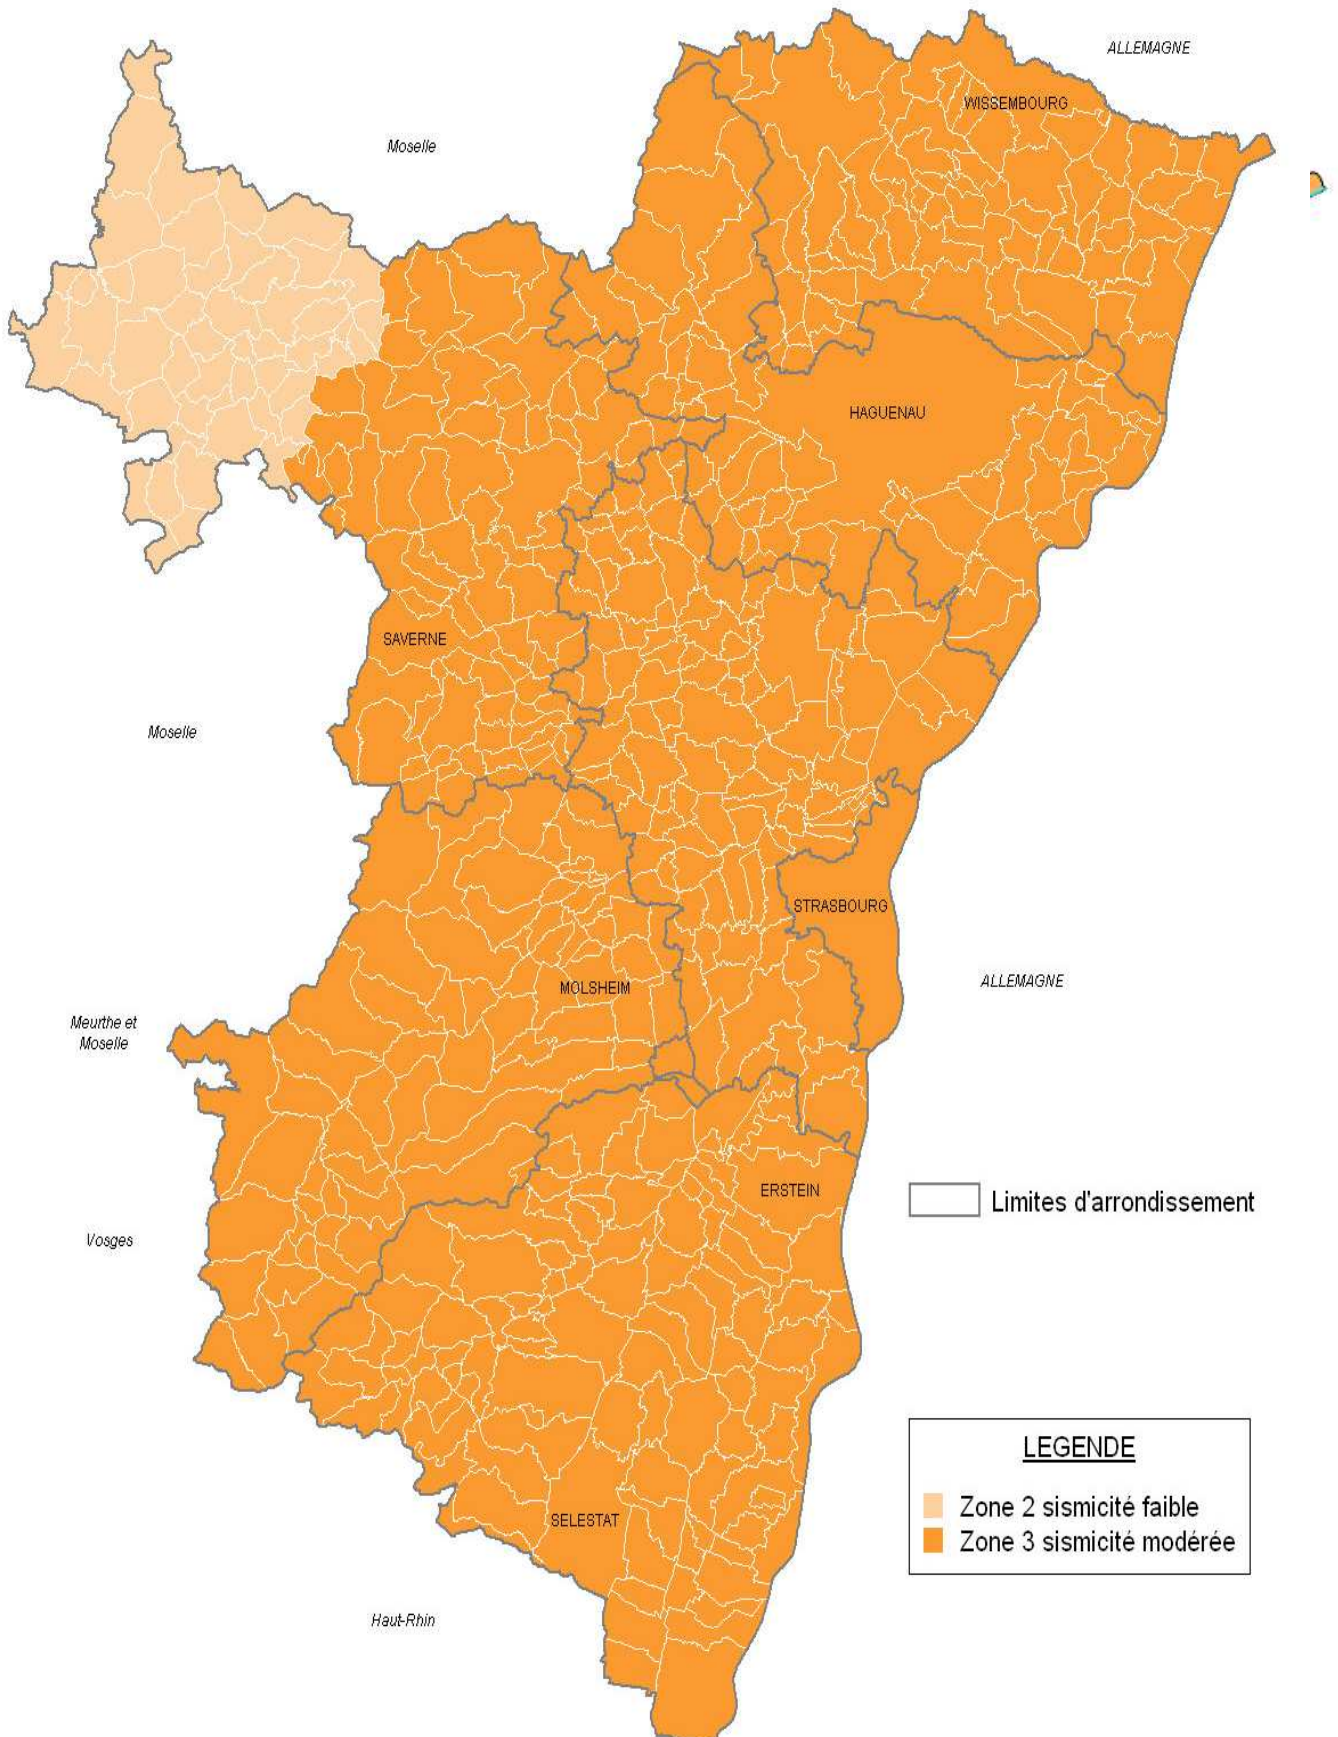 ALLEMAGNE
WISSEMBOURG
Moselle
HAGUENAU
SAVERNE
Moselle
STRASBOURG
ALLEMAGNE
MOLSHEIM
Meurthe et
Moselle
ERSTEIN
Limites d'arrondissement
Vosges
LEGENDE
Zone 2 sismicité faible
SELESTAT
Zone 3 sismicité modérée
Haut-Rhin